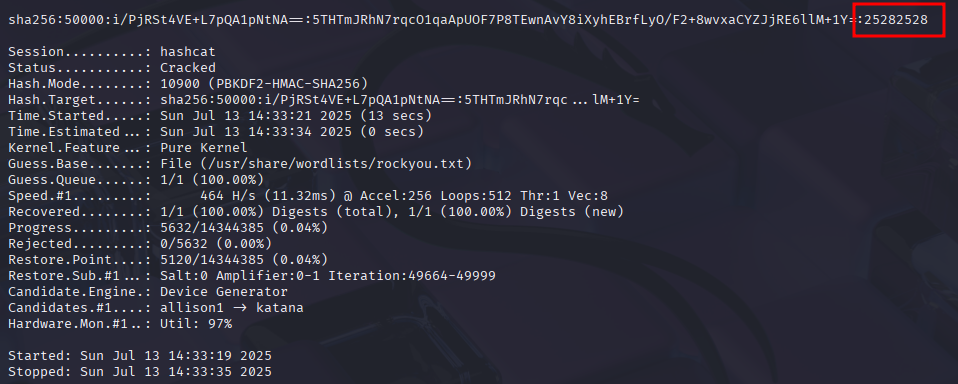 sha256:50000:i/PjRSt4VE+L7pQA1pNtNA==:5THTmJRhN7rqcO1qaApUOF7P8TEwnAvY8iXyhEBrfLyO/F2+8wvxaCYZJjRE6llM+1Y=:25282528
Session..........: hashcat
Status...........: Cracked
Hash.Mode........: 10900 (PBKDF2-HMAC-SHA256)
Hash.Target......: sha256:50000:i/PjRSt4VE+L7pQA1pNtNA==:5THTmJRhN7rqc...lM+1Y=
Time.Started.....: Sun Jul 13 14:33:21 2025 (13 secs)
Time.Estimated...: Sun Jul 13 14:33:34 2025 (0 secs)
Kernel.Feature...: Pure Kernel
Guess.Base.......: File (/usr/share/wordlists/rockyou.txt)
Guess.Queue......: 1/1 (100.00%)
Speed.#1.........:      464 H/s (11.32ms) @ Accel:256 Loops:512 Thr:1 Vec:8
Recovered........: 1/1 (100.00%) Digests (total), 1/1 (100.00%) Digests (new)
Progress.........: 5632/14344385 (0.04%)
Rejected.........: 0/5632 (0.00%)
Restore.Point....: 5120/14344385 (0.04%)
Restore.Sub.#1...: Salt:0 Amplifier:0-1 Iteration:49664-49999
Candidate.Engine.: Device Generator
Candidates.#1....: allison1 -> katana
Hardware.Mon.#1..: Util: 97%
Started: Sun Jul 13 14:33:19 2025
Stopped: Sun Jul 13 14:33:35 2025